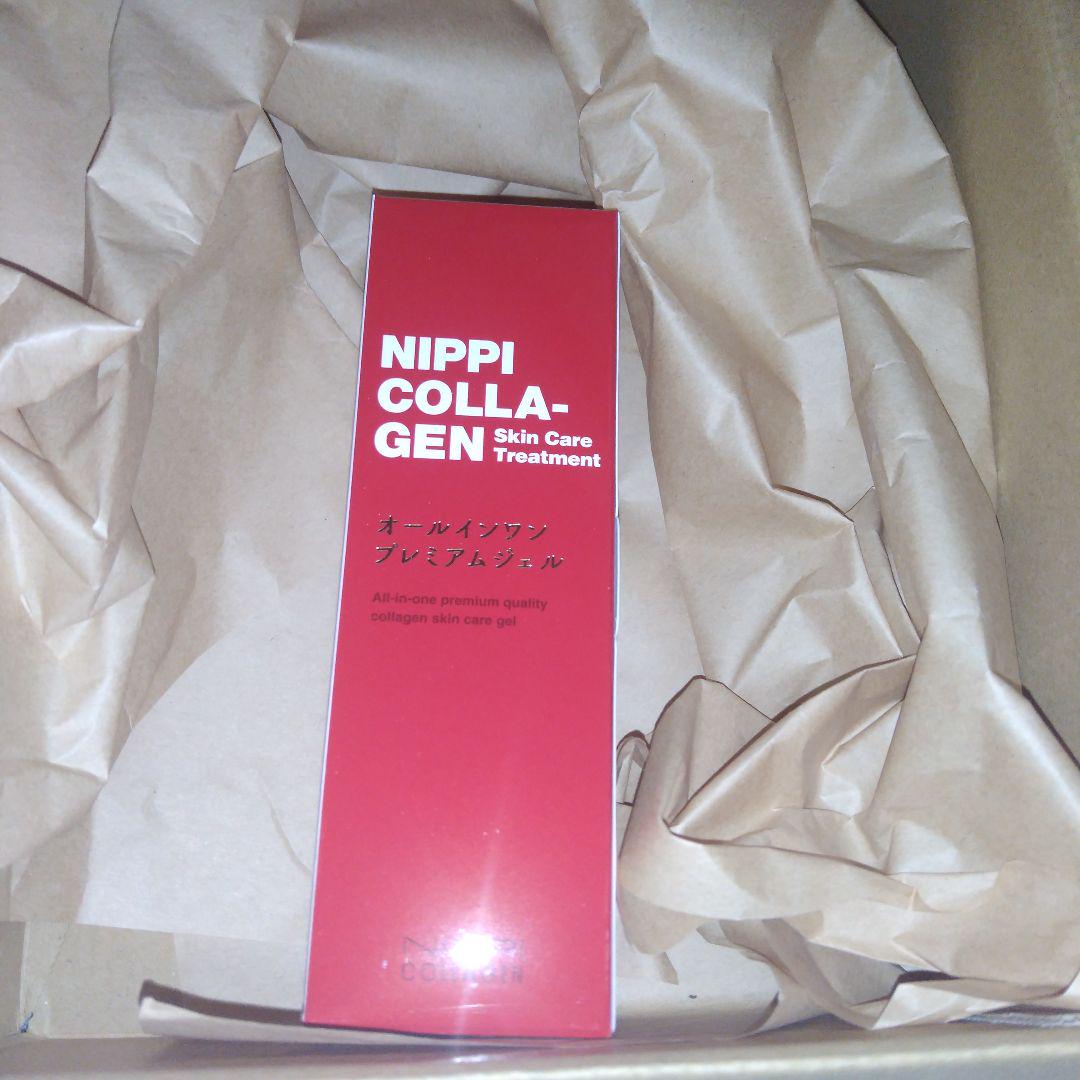 NIPPI
COLLA-
GEN Skin Care
Treatment
オールインワン
プレミアムジェル
All-in-one premium quality
collagen skin care gel
COLLAGEN